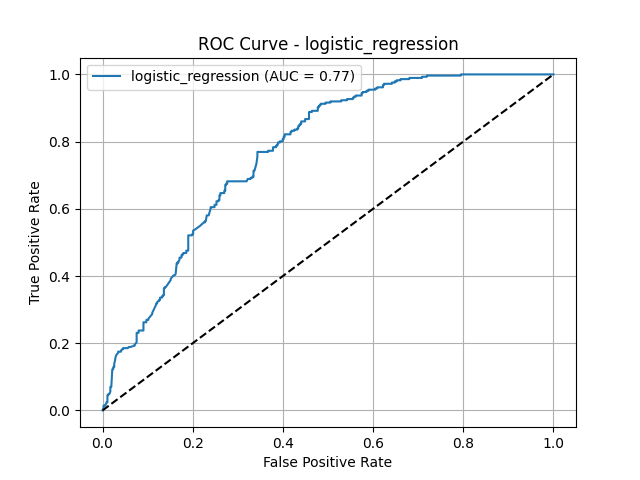 ROC Curve - logistic_regression
logistic_regression (AUC = 0.77)
1.0
0.8
0.6
0.4
0.2
0.0
True Positive Rate
0.0 0.2 0.4 0.6 0.8 1.0
False Positive Rate